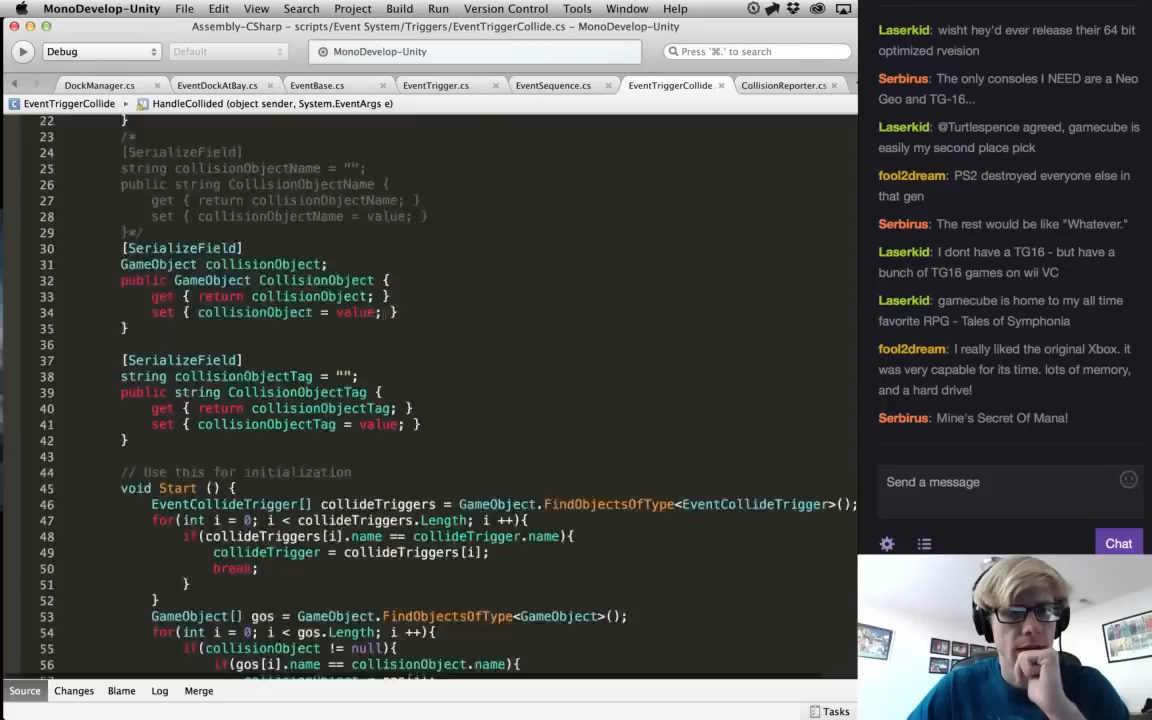 MonoDevelop-Unity File Edit View Search Project Build Run Version Control Tools Window Help
Assembly-CSharp - scripts/Event System/Triggers/EventTriggerCollide.cs - MonoDevelop-Unity
Debug Default MonoDevelop-Unity Press '⌘.' to search
DockManager.cs EventDockAtBay.cs EventBase.cs EventTrigger.cs EventSequence.cs EventTriggerCollide. CollisionReporter.cs
EventTriggerCollide HandleCollided (object sender, System.EventArgs e)
22 }
23 /*
24 [SerializeField]
25 string collisionObjectName = "";
26 public string CollisionObjectName {
27 get { return collisionObjectName; }
28 set { collisionObjectName = value; }
29 }*/
30 [SerializeField]
31 GameObject collisionObject;
32 public GameObject CollisionObject {
33 get { return collisionObject; }
34 set { collisionObject = value; }
35 }
36
37 [SerializeField]
38 string collisionObjectTag = "";
39 public string CollisionObjectTag {
40 get { return collisionObjectTag; }
41 set { collisionObjectTag = value; }
42 }
43
44 // Use this for initialization
45 void Start () {
46 EventCollideTrigger[] collideTriggers = GameObject.FindObjectsOfType<EventCollideTrigger>();
47 for(int i = 0; i < collideTriggers.Length; i ++){
48 if(collideTriggers[i].name == collideTrigger.name){
49 collideTrigger = collideTriggers[i];
50 break;
51 }
52 }
53 GameObject[] gos = GameObject.FindObjectsOfType<GameObject>();
54 for(int i = 0; i < gos.Length; i ++){
55 if(collisionObject != null){
56 if(gos[i].name == collisionObject.name){
Source Changes Blame Log Merge
Tasks
Laserkid: wisht hey'd ever release their 64 bit
optimized rveision
Serbirus: The only consoles I NEED are a Neo
Geo and TG-16...
Laserkid: @Turtlespence agreed, gamecube is
easily my second place pick
fool2dream: PS2 destroyed everyone else in
that gen
Serbirus: The rest would be like "Whatever."
Laserkid: I dont have a TG16 - but have a
bunch of TG16 games on wii VC
Laserkid: gamecube is home to my all time
favorite RPG - Tales of Symphonia
fool2dream: I really liked the original Xbox. it
was very capable for its time. lots of memory,
and a hard drive!
Serbirus: Mine's Secret Of Mana!
Send a message
Chat